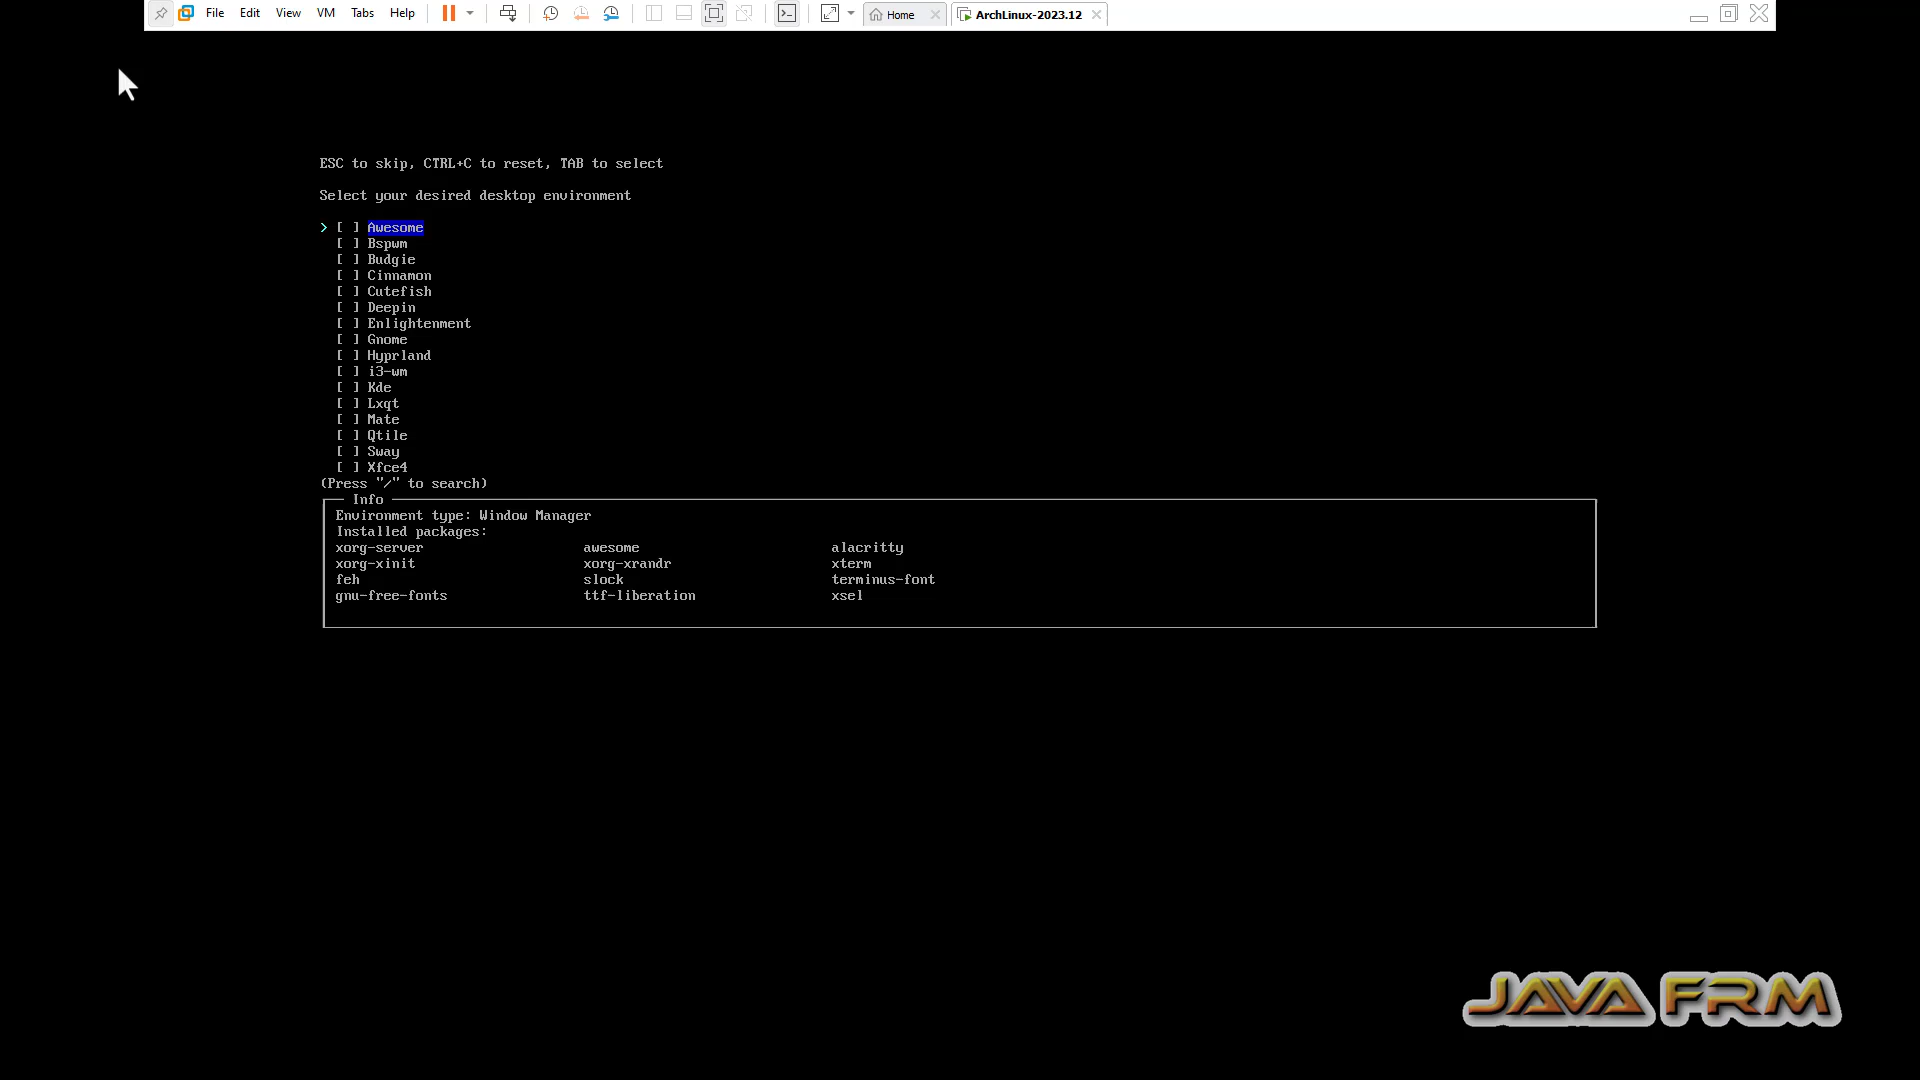 File Edit View VM Tabs Help Home ArchLinux-2023.12
ESC to skip, CTRL+C to reset, TAB to select
Select your desired desktop environment
> [ ] Awesome
[ ] Bspwm
[ ] Budgie
[ ] Cinnamon
[ ] Cutefish
[ ] Deepin
[ ] Enlightenment
[ ] Gnome
[ ] Hyprland
[ ] i3-wm
[ ] Kde
[ ] Lxqt
[ ] Mate
[ ] Qtile
[ ] Sway
[ ] Xfce4
(Press "/" to search)
Info
Environment type: Window Manager
Installed packages:
xorg-server awesome alacritty
xorg-xinit xorg-xrandr xterm
feh slock terminus-font
gnu-free-fonts ttf-liberation xsel
JAVA FRM